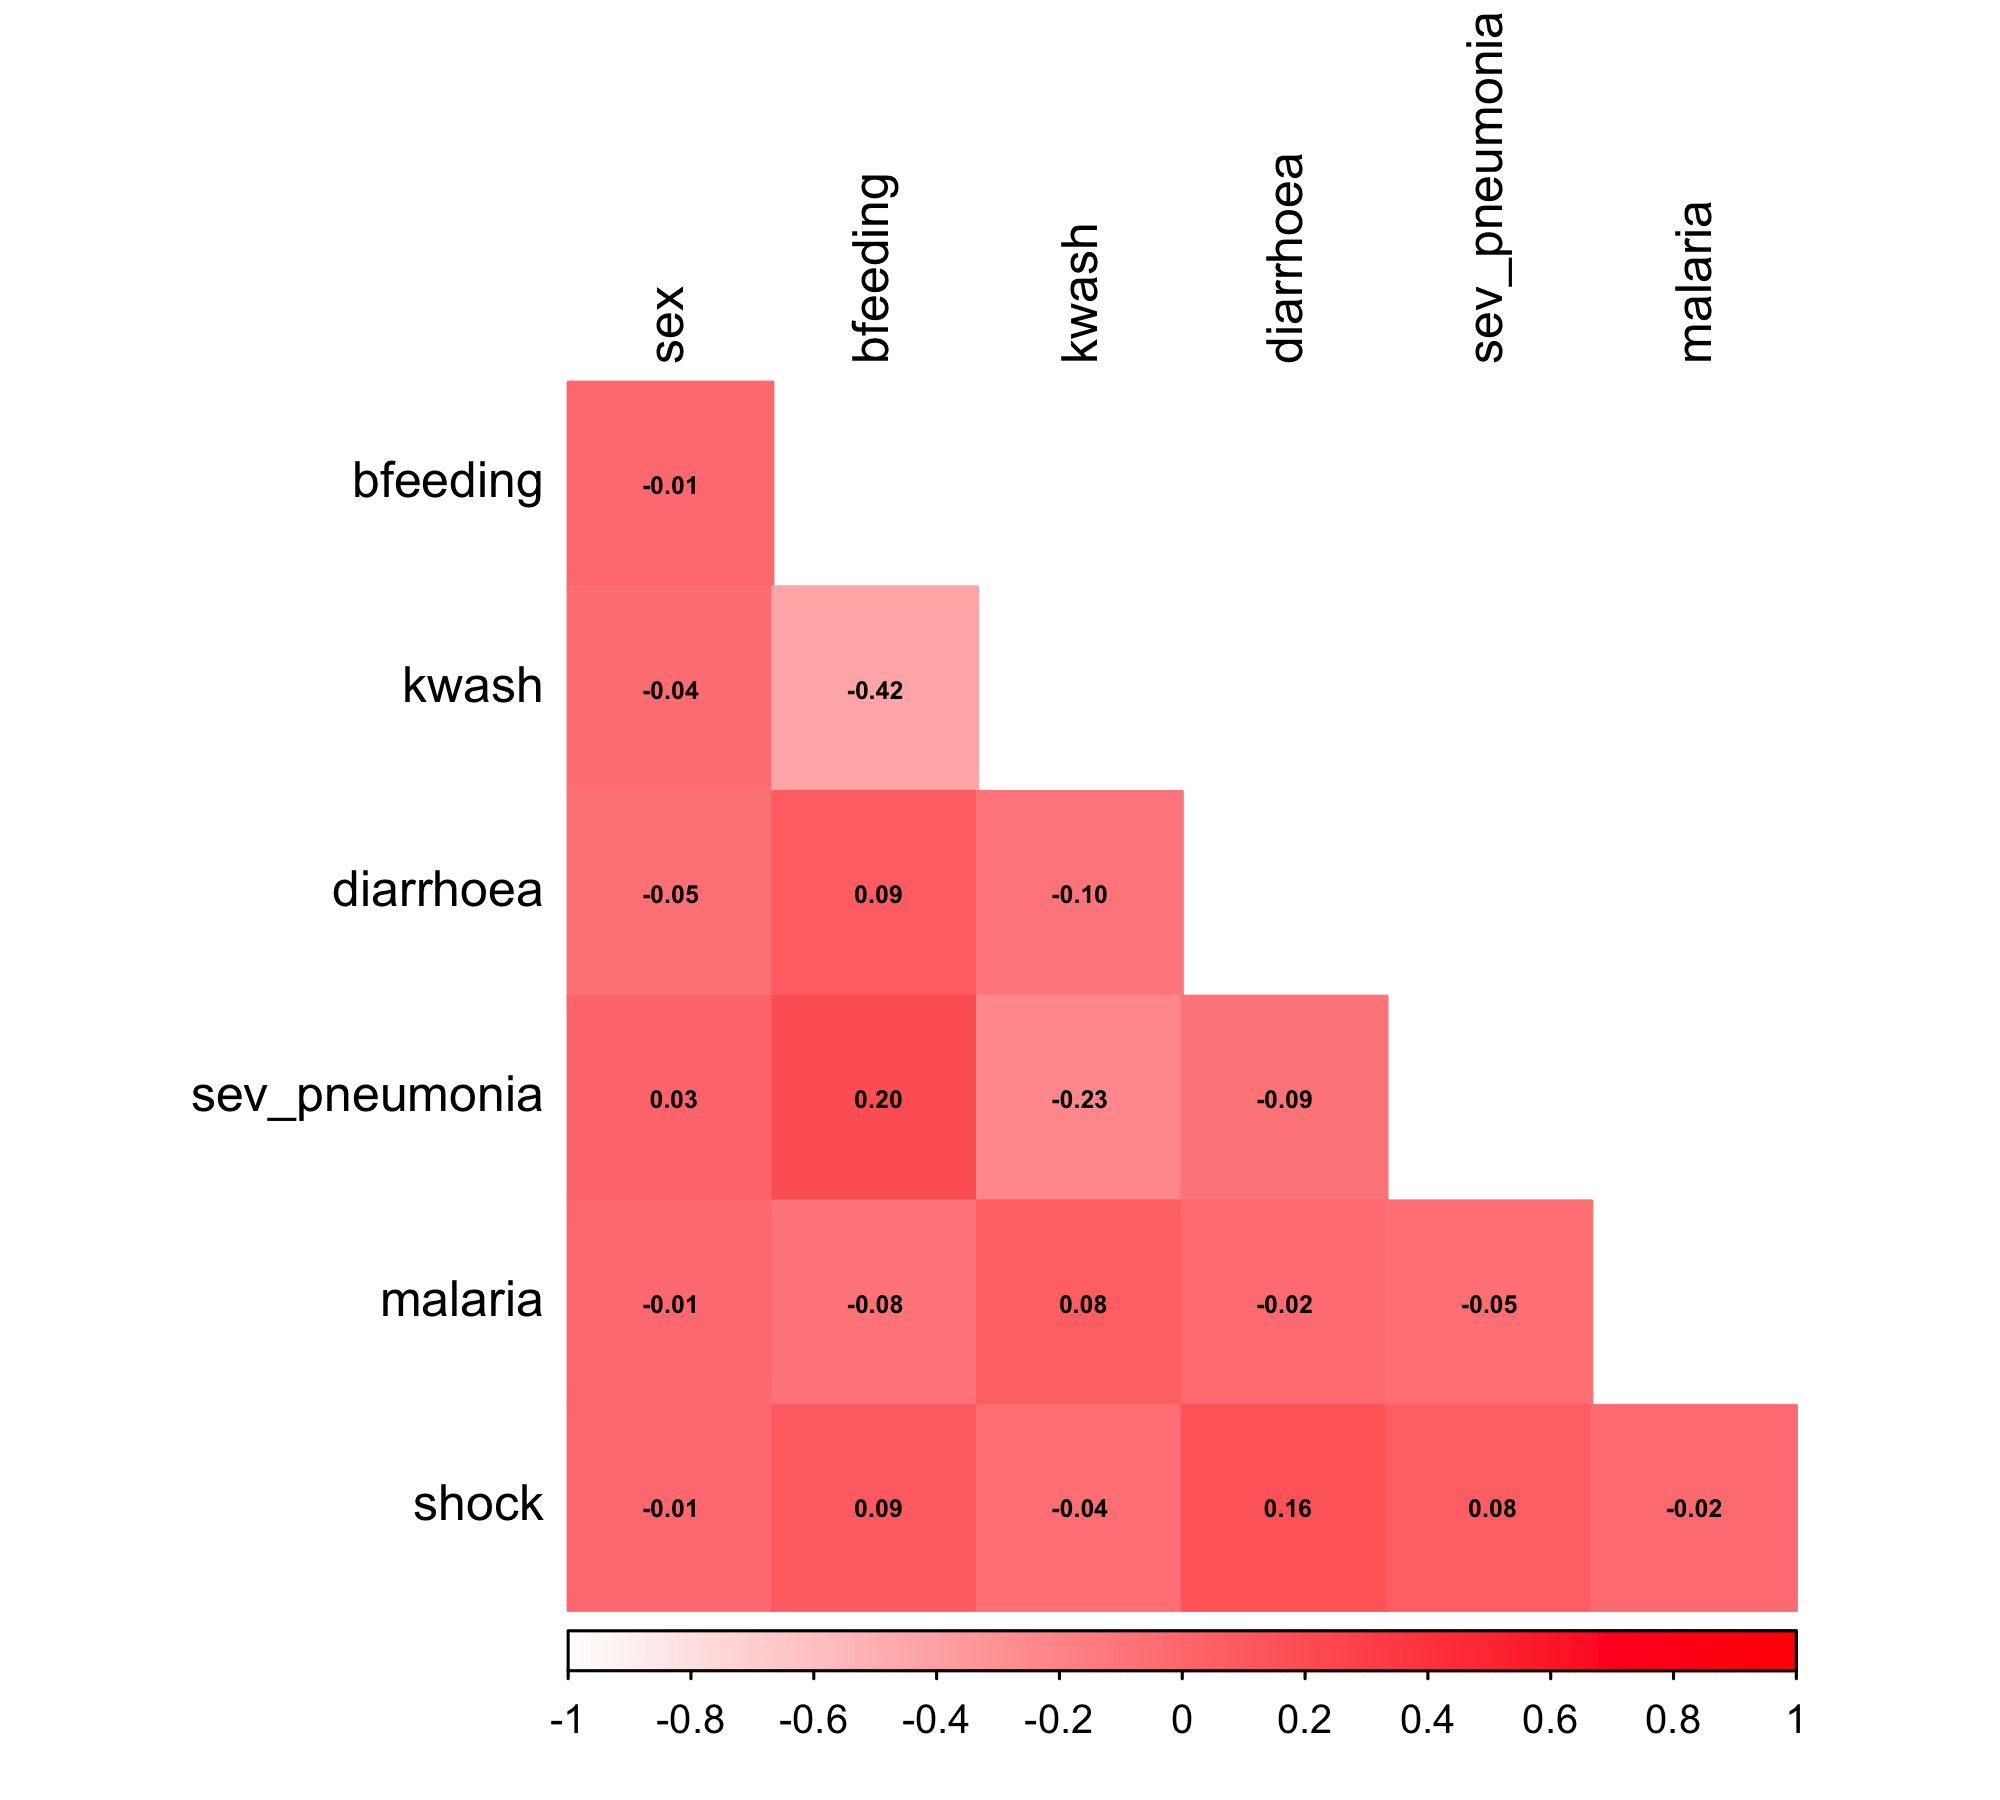 sex bfeeding kwash diarrhoea sev_pneumonia malaria
bfeeding -0.01
kwash -0.04 -0.42
diarrhoea -0.05 0.09 -0.10
sev_pneumonia 0.03 0.20 -0.23 -0.09
malaria -0.01 -0.08 0.08 -0.02 -0.05
shock -0.01 0.09 -0.04 0.16 0.08 -0.02
-1 -0.8 -0.6 -0.4 -0.2 0 0.2 0.4 0.6 0.8 1